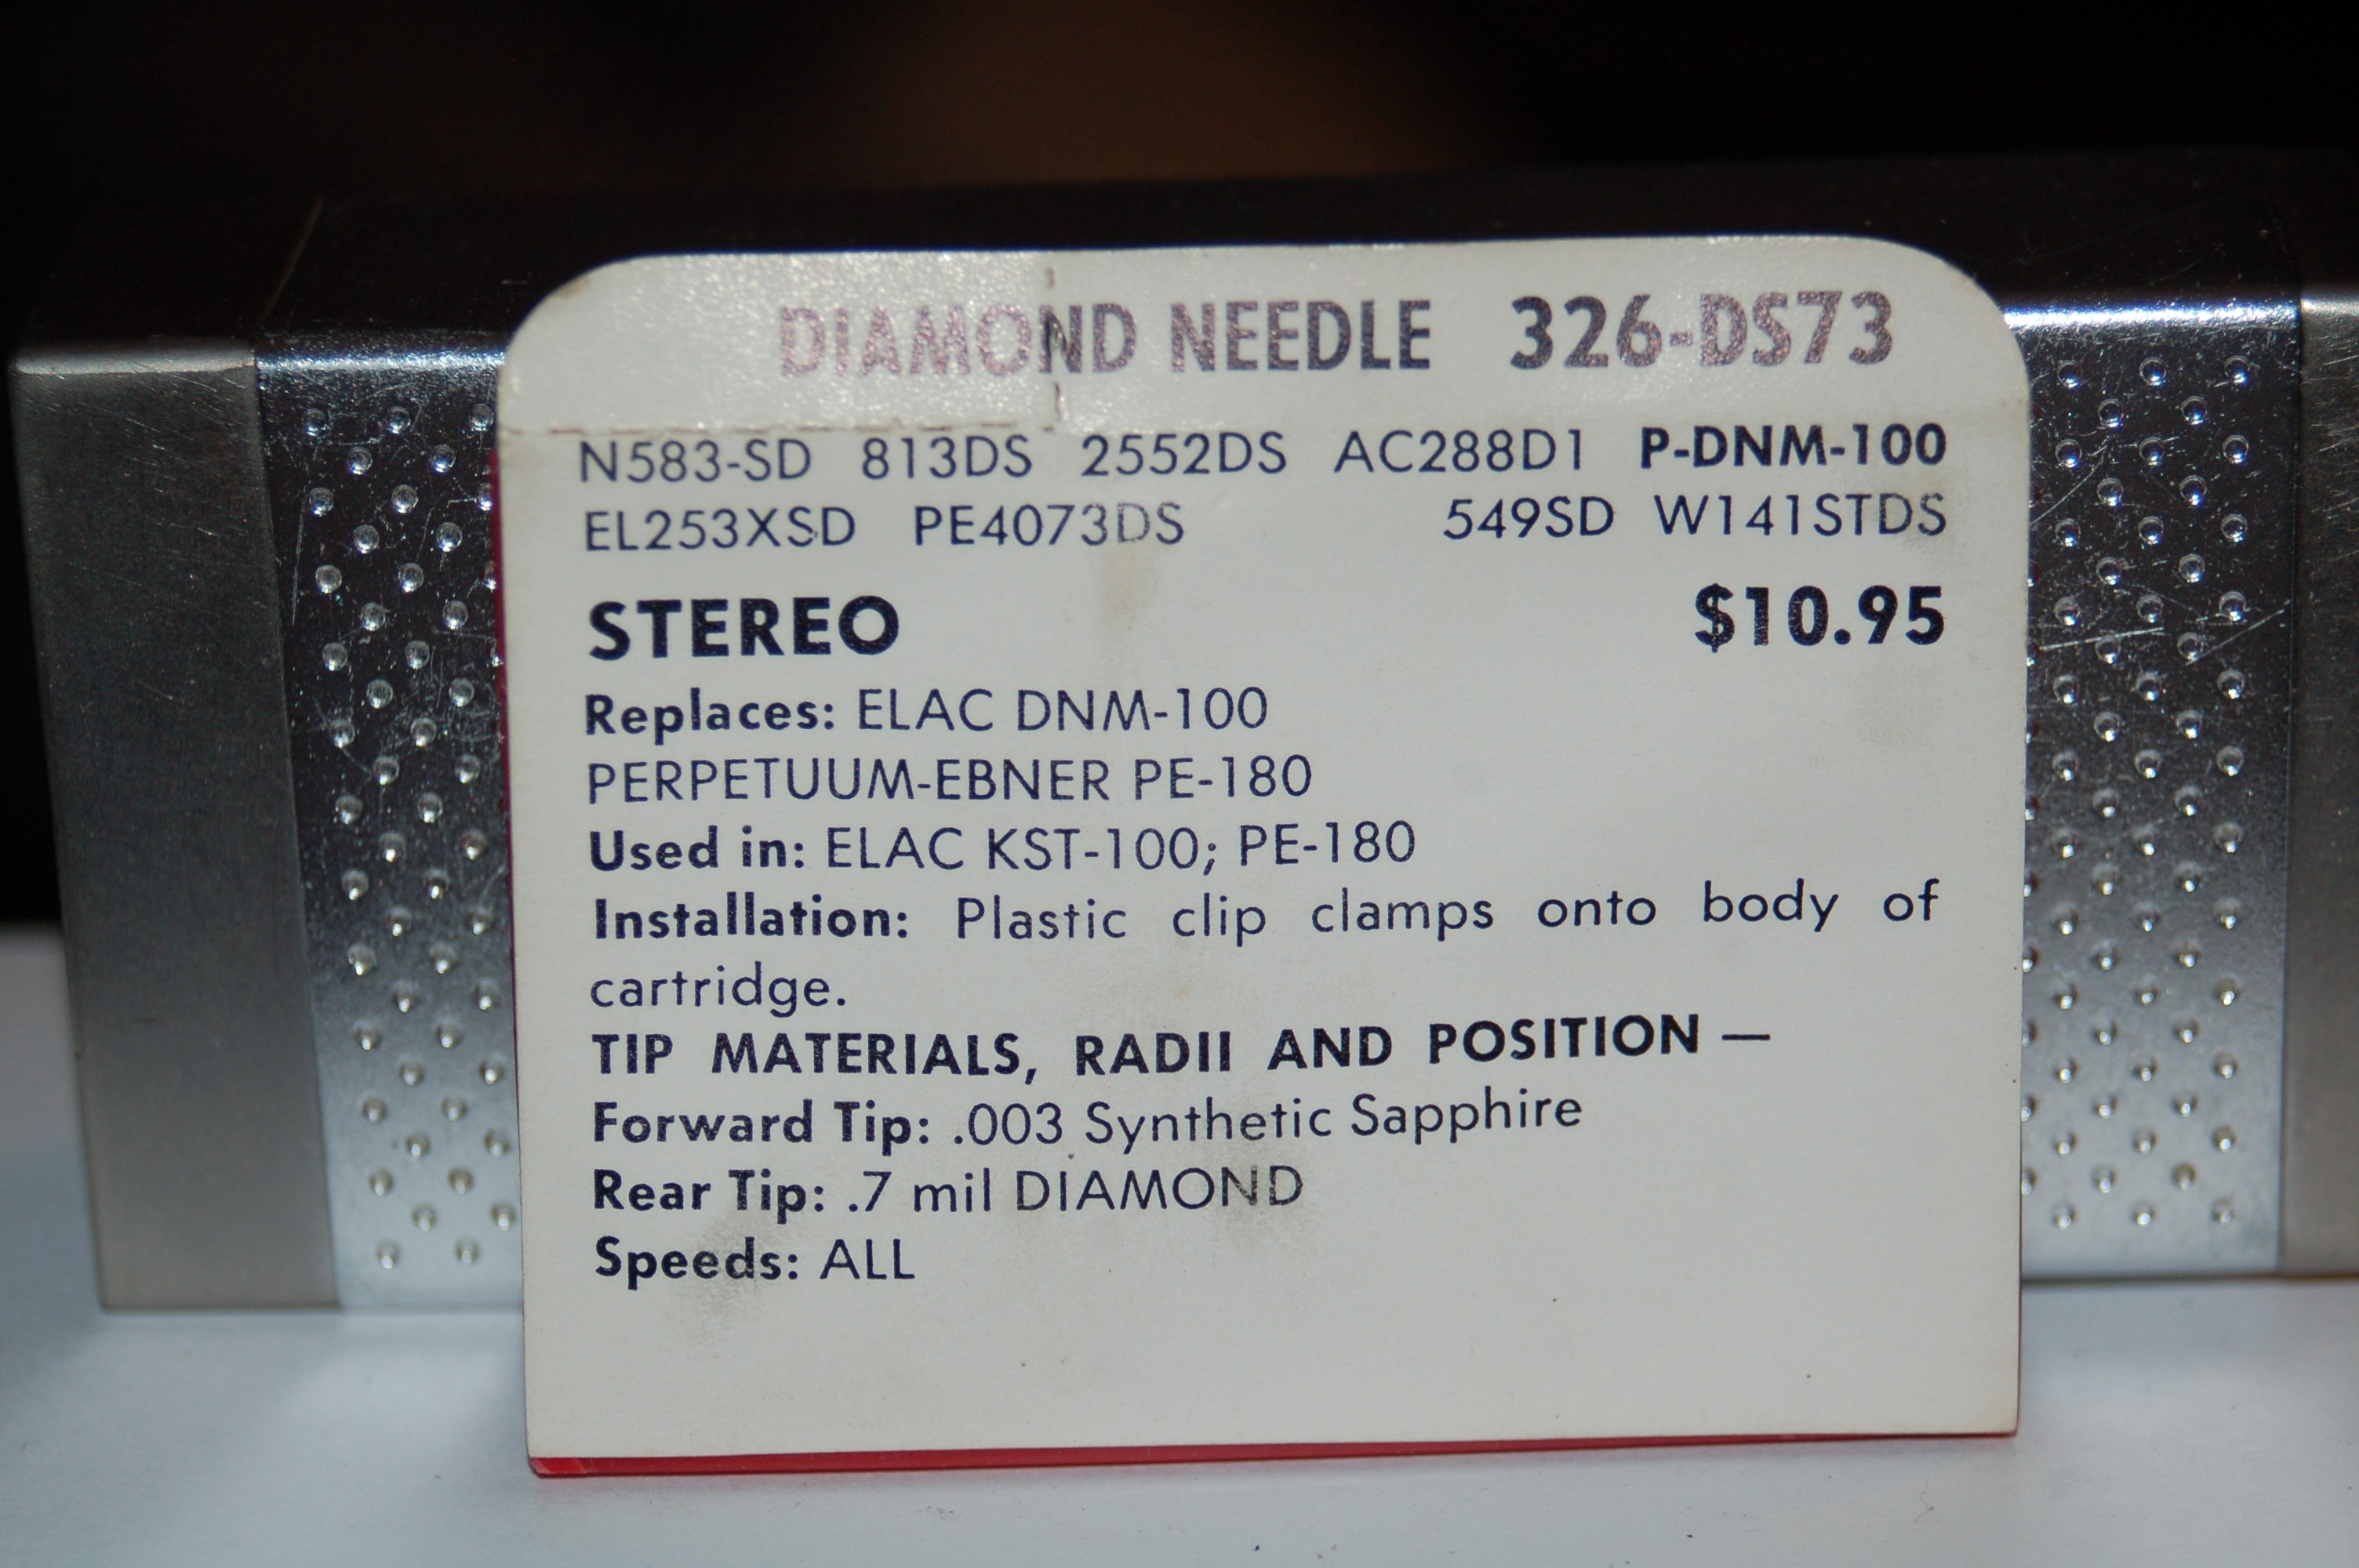 DIAMOND NEEDLE 326-DS73
N583-SD 813DS 2552DS AC288D1 P-DNM-100
EL253XSD PE4073DS 549SD W141STDS
STEREO $10.95
Replaces: ELAC DNM-100
PERPETUUM-EBNER PE-180
Used in: ELAC KST-100; PE-180
Installation: Plastic clip clamps onto body of
cartridge.
TIP MATERIALS, RADII AND POSITION —
Forward Tip: .003 Synthetic Sapphire
Rear Tip: .7 mil DIAMOND
Speeds: ALL